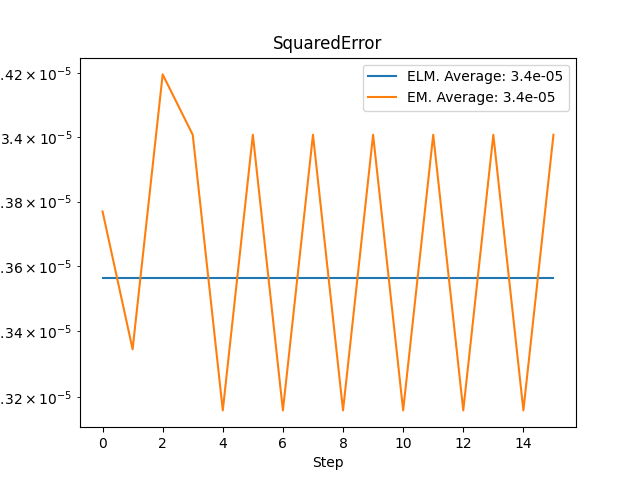 SquaredError
ELM. Average: 3.4e-05
EM. Average: 3.4e-05
.42 × 10⁻⁵
3.4 × 10⁻⁵
.38 × 10⁻⁵
.36 × 10⁻⁵
.34 × 10⁻⁵
.32 × 10⁻⁵
0 2 4 6 8 10 12 14
Step